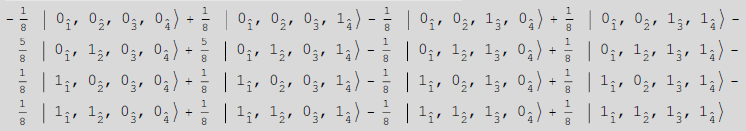 - 1/8 | 0_1̂, 0_2̂, 0_3̂, 0_4̂⟩ + 1/8 | 0_1̂, 0_2̂, 0_3̂, 1_4̂⟩ - 1/8 | 0_1̂, 0_2̂, 1_3̂, 0_4̂⟩ + 1/8 | 0_1̂, 0_2̂, 1_3̂, 1_4̂⟩ -
5/8 | 0_1̂, 1_2̂, 0_3̂, 0_4̂⟩ + 5/8 | 0_1̂, 1_2̂, 0_3̂, 1_4̂⟩ - 1/8 | 0_1̂, 1_2̂, 1_3̂, 0_4̂⟩ + 1/8 | 0_1̂, 1_2̂, 1_3̂, 1_4̂⟩ -
1/8 | 1_1̂, 0_2̂, 0_3̂, 0_4̂⟩ + 1/8 | 1_1̂, 0_2̂, 0_3̂, 1_4̂⟩ - 1/8 | 1_1̂, 0_2̂, 1_3̂, 0_4̂⟩ + 1/8 | 1_1̂, 0_2̂, 1_3̂, 1_4̂⟩ -
1/8 | 1_1̂, 1_2̂, 0_3̂, 0_4̂⟩ + 1/8 | 1_1̂, 1_2̂, 0_3̂, 1_4̂⟩ - 1/8 | 1_1̂, 1_2̂, 1_3̂, 0_4̂⟩ + 1/8 | 1_1̂, 1_2̂, 1_3̂, 1_4̂⟩